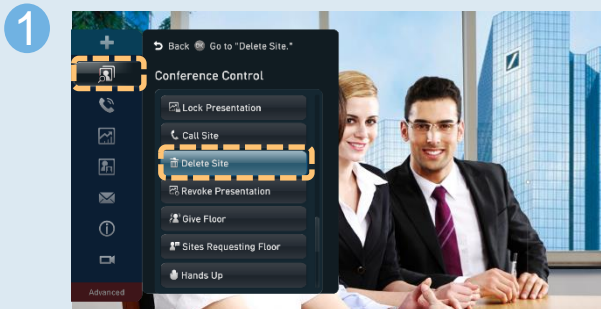 1
Back Go to "Delete Site."
Conference Control
Lock Presentation
Call Site
Delete Site
Revoke Presentation
Give Floor
Sites Requesting Floor
Hands Up
Advanced